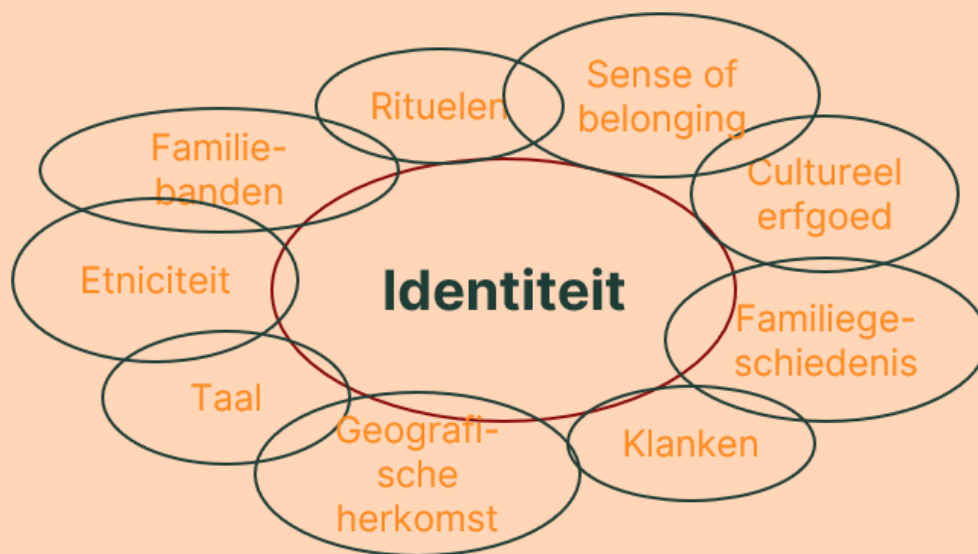 Rituelen
Sense of
belonging
Familie-
banden
Cultureel
erfgoed
Etniciteit
Identiteit
Familiege-
schiedenis
Taal
Geografi-
sche
herkomst
Klanken